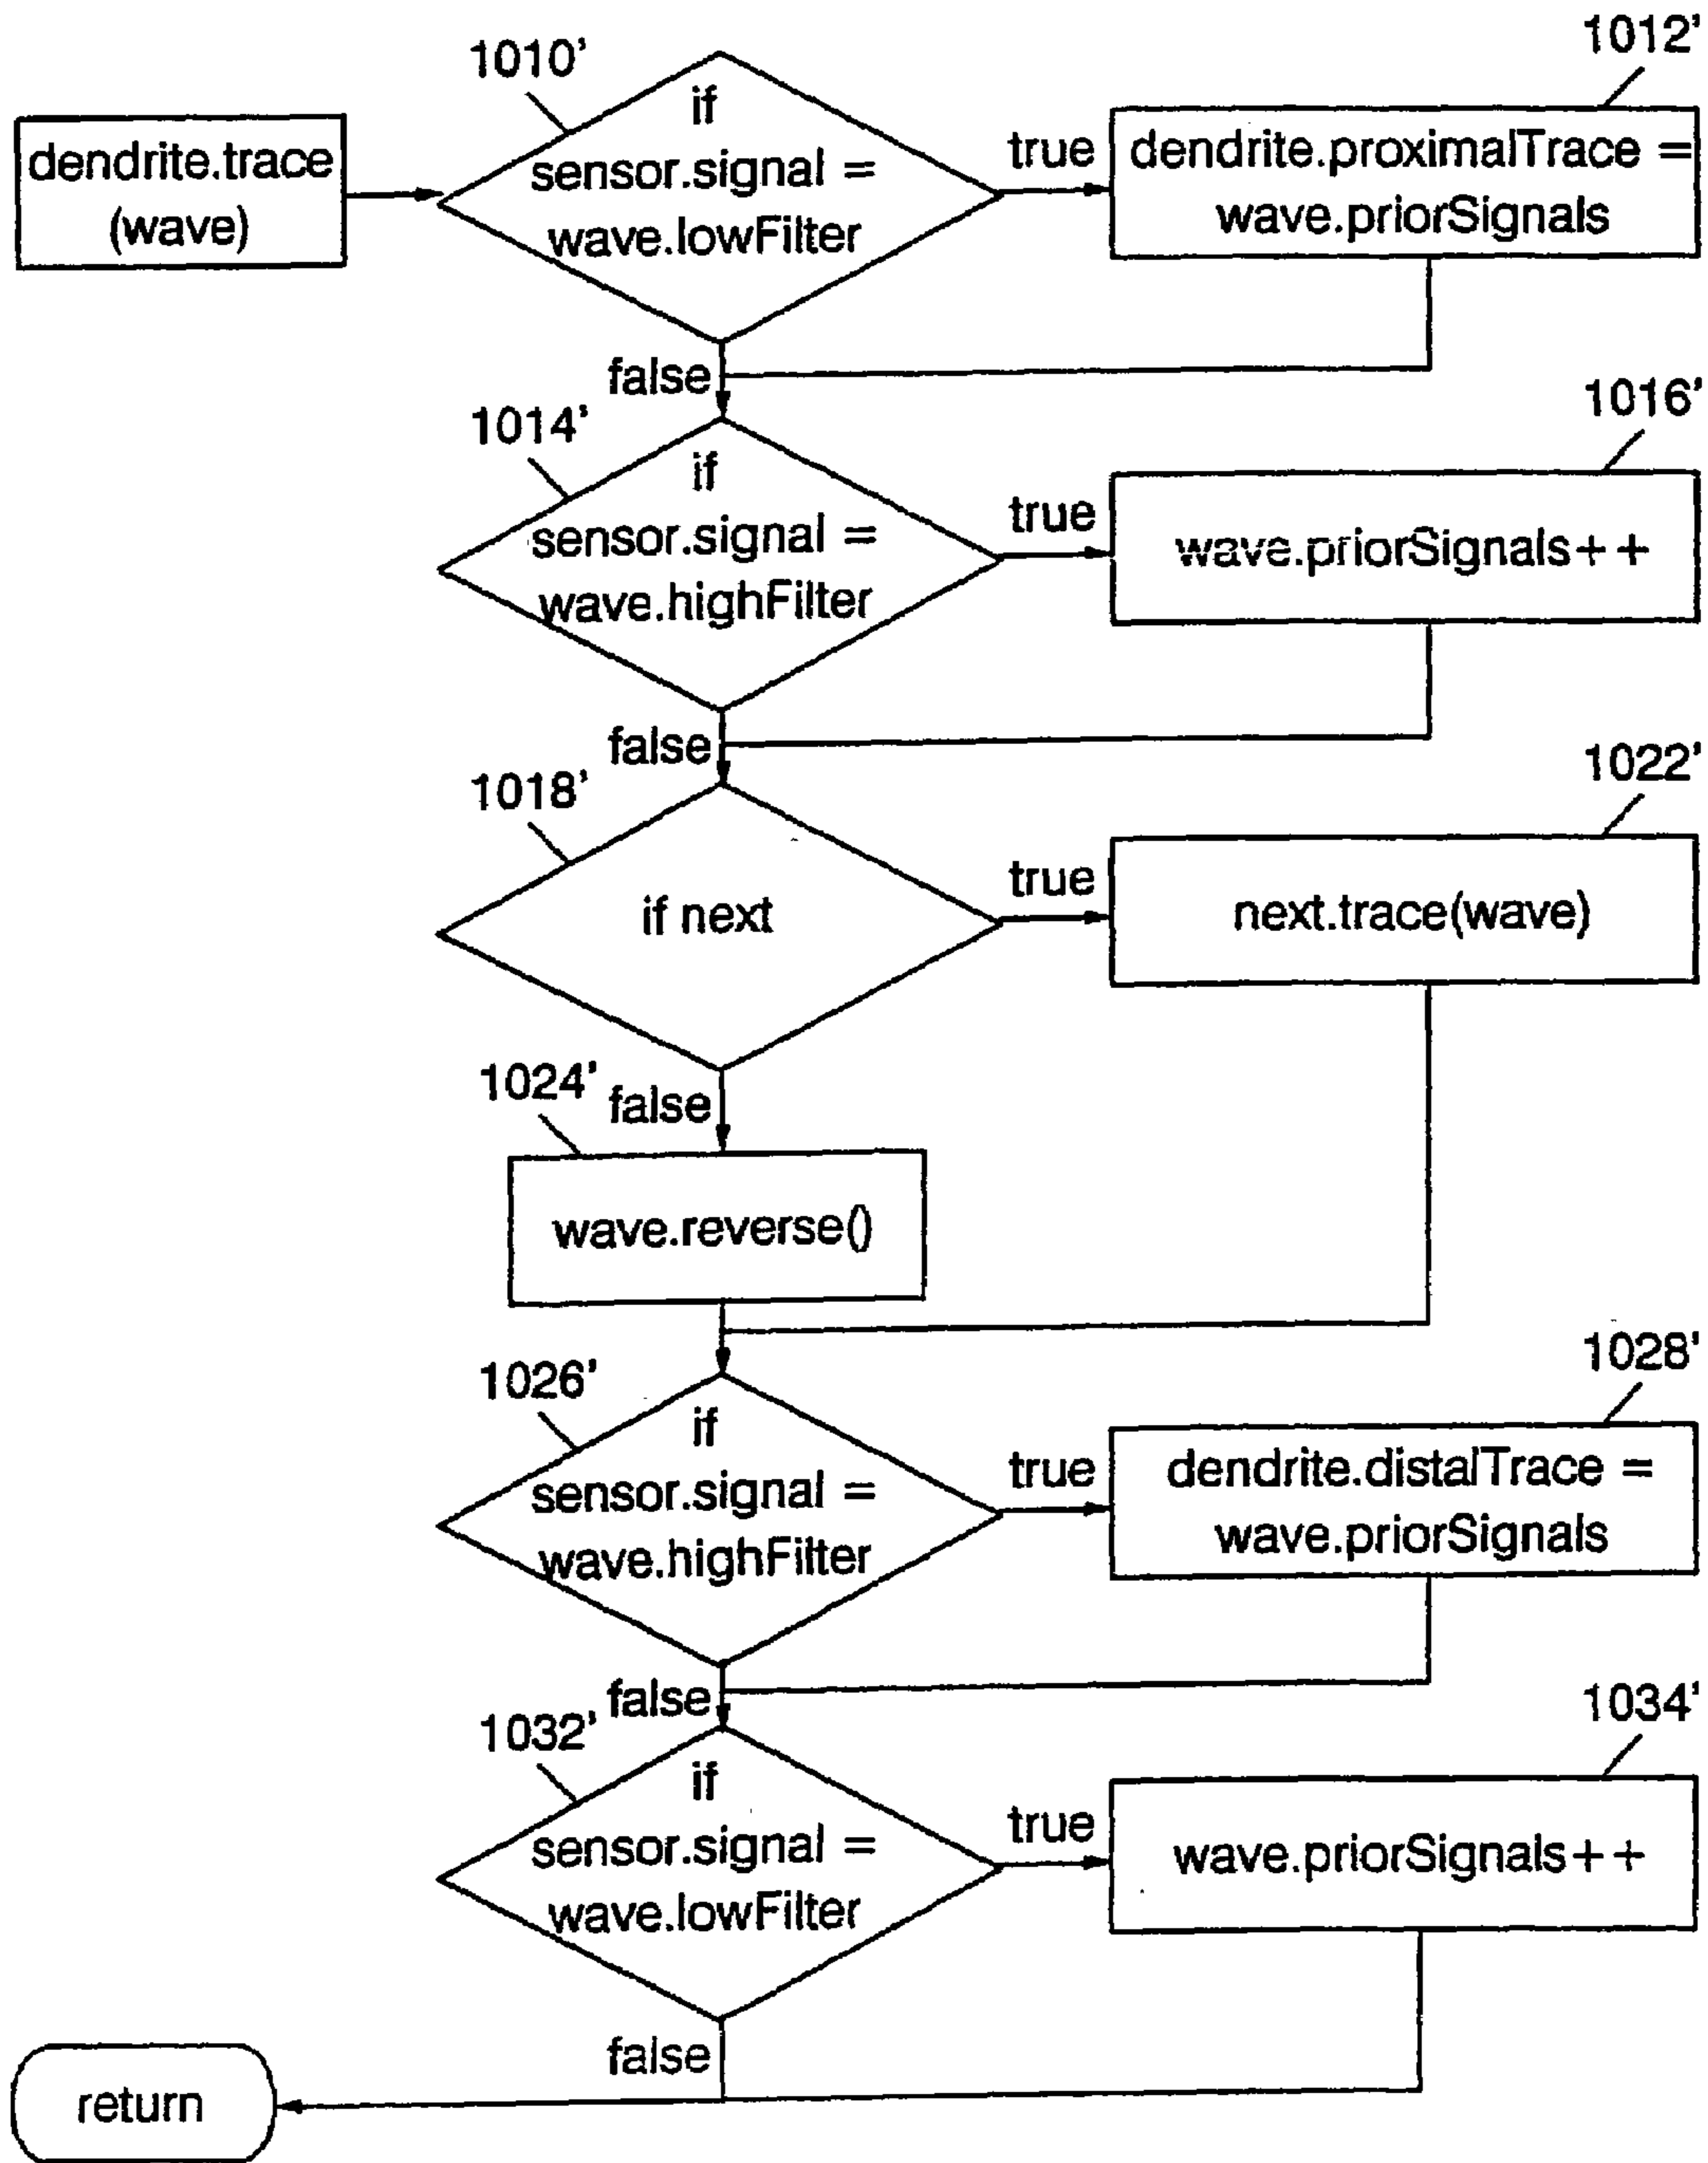 1010'
1012'
dendrite.trace
(wave)
if
sensor.signal =
wave.lowFilter
true
dendrite.proximalTrace =
wave.priorSignals
false
1014'
1016'
if
sensor.signal =
wave.highFilter
true
wave.priorSignals++
false
1018'
1022'
if next
true
next.trace(wave)
1024'
false
wave.reverse()
1026'
1028'
if
sensor.signal =
wave.highFilter
true
dendrite.distalTrace =
wave.priorSignals
false
1032'
1034'
if
sensor.signal =
wave.lowFilter
true
wave.priorSignals++
false
return